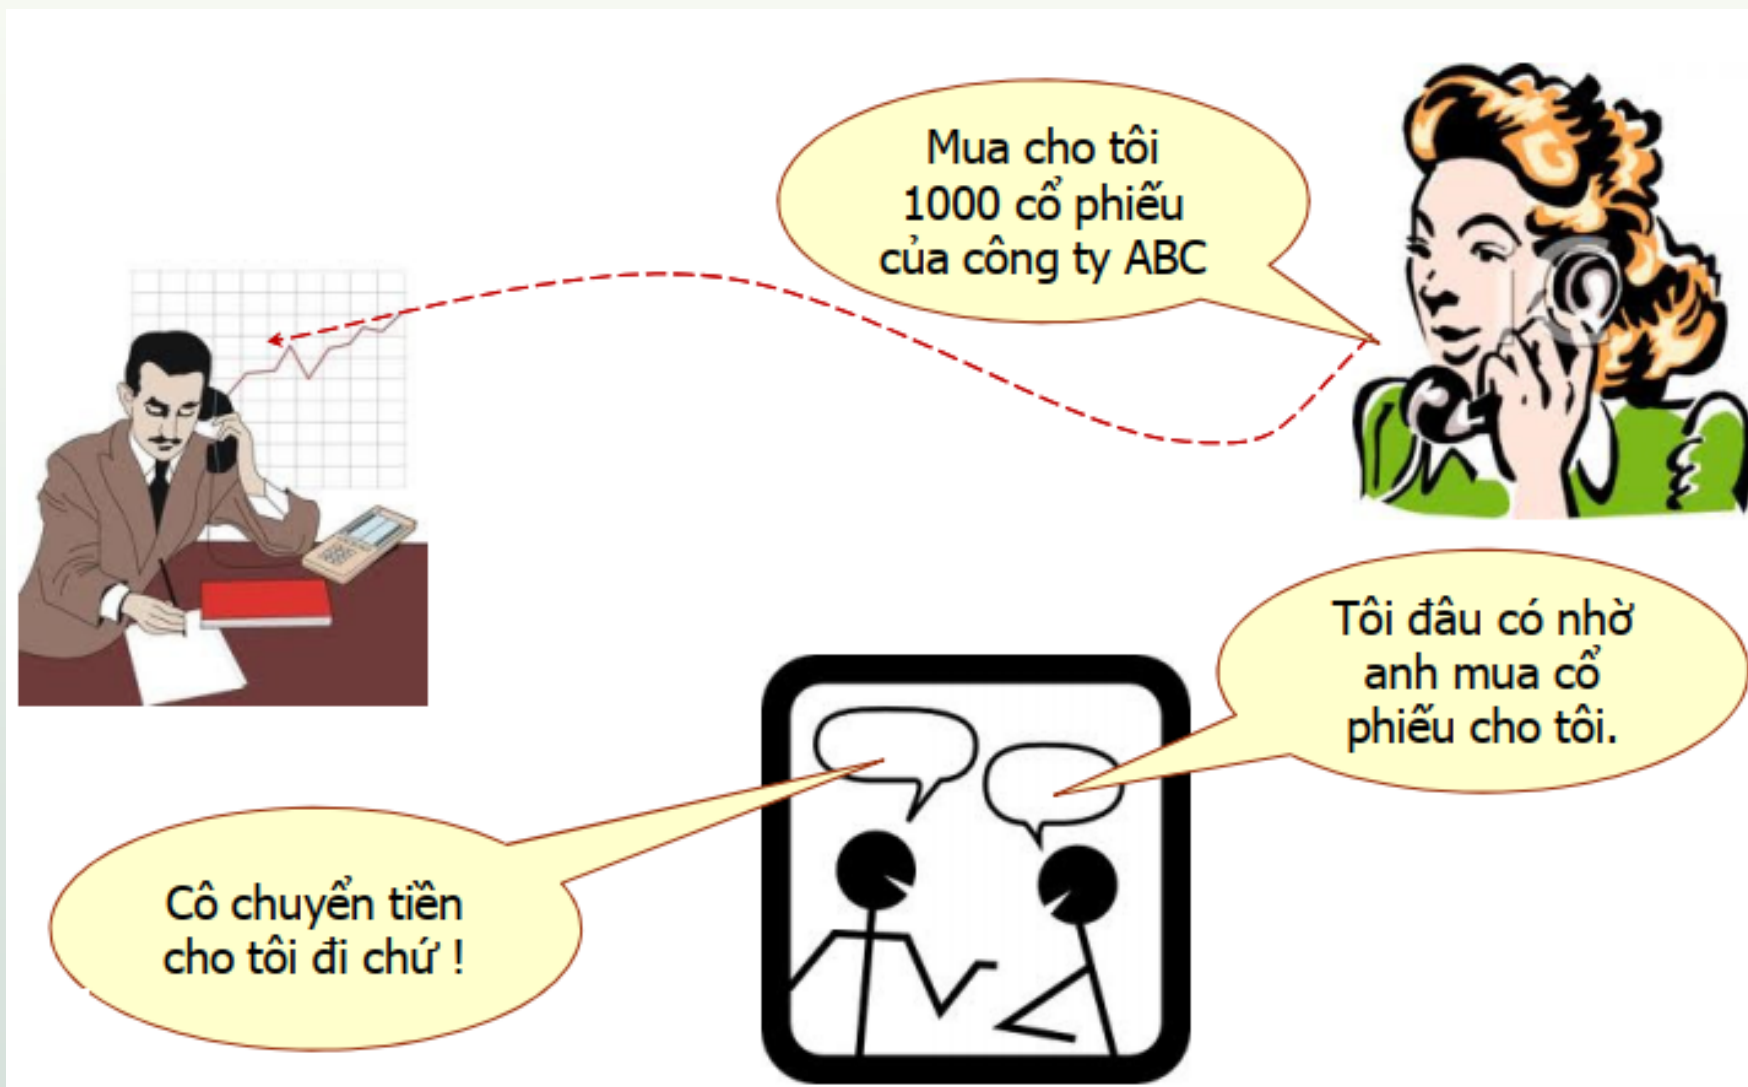 Mua cho tôi
1000 cổ phiếu
của công ty ABC
Tôi đâu có nhờ
anh mua cổ
phiếu cho tôi.
Cô chuyển tiền
cho tôi đi chứ !